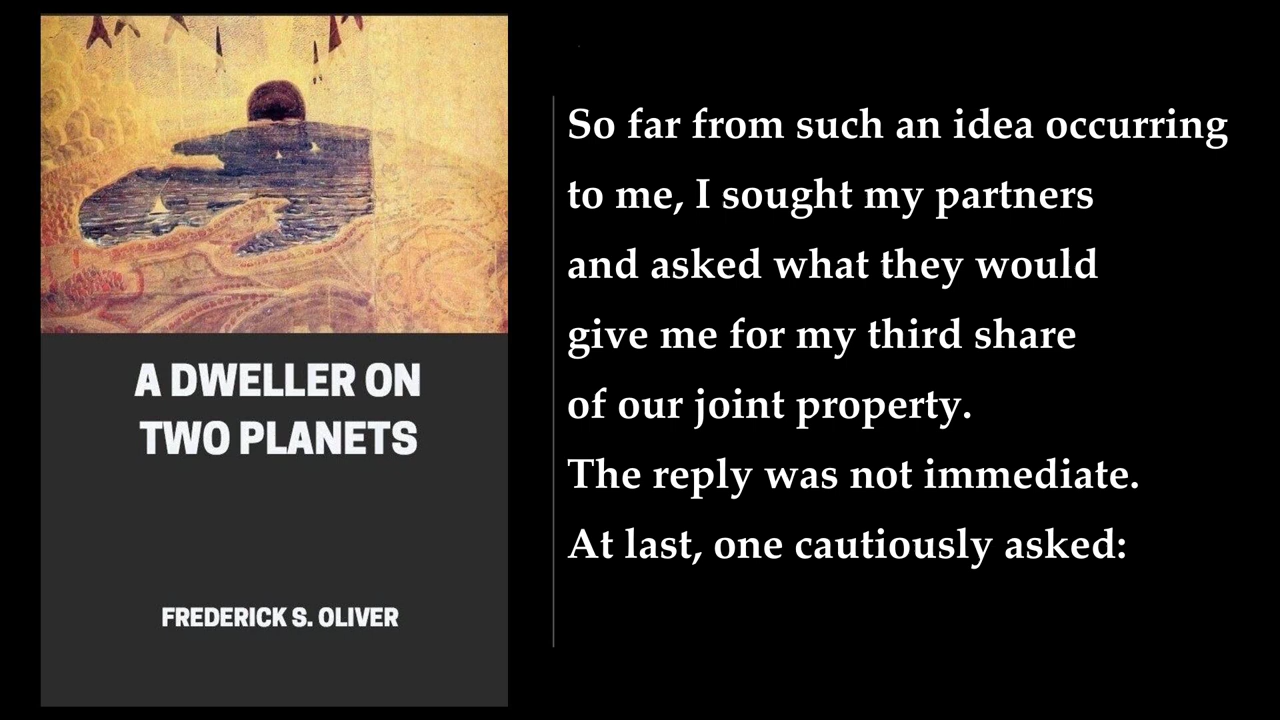 A DWELLER ON
TWO PLANETS
FREDERICK S. OLIVER
So far from such an idea occurring
to me, I sought my partners
and asked what they would
give me for my third share
of our joint property.
The reply was not immediate.
At last, one cautiously asked: